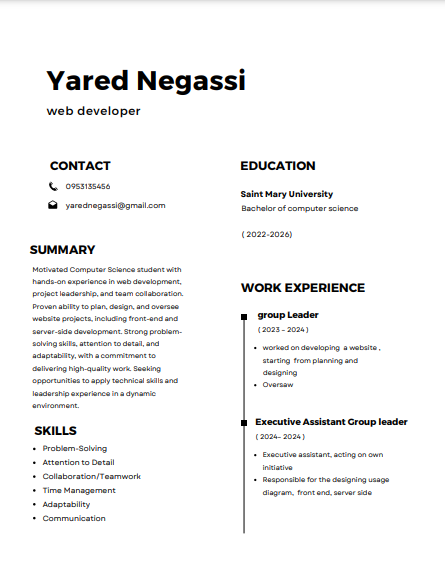 Yared Negassi
web developer
CONTACT
0953135456
yarednegassi@gmail.com
SUMMARY
Motivated Computer Science student with
hands-on experience in web development,
project leadership, and team collaboration.
Proven ability to plan, design, and oversee
website projects, including front-end and
server-side development. Strong problem-
solving skills, attention to detail, and
adaptability, with a commitment to
delivering high-quality work. Seeking
opportunities to apply technical skills and
leadership experience in a dynamic
environment.
SKILLS
• Problem-Solving
• Attention to Detail
• Collaboration/Teamwork
• Time Management
• Adaptability
• Communication
EDUCATION
Saint Mary University
Bachelor of computer science
( 2022-2026)
WORK EXPERIENCE
group Leader
( 2023 – 2024 )
• worked on developing a website ,
starting from planning and
designing
• Oversaw
Executive Assistant Group leader
( 2024– 2024 )
• Executive assistant, acting on own
initiative
• Responsible for the designing usage
diagram, front end, server side